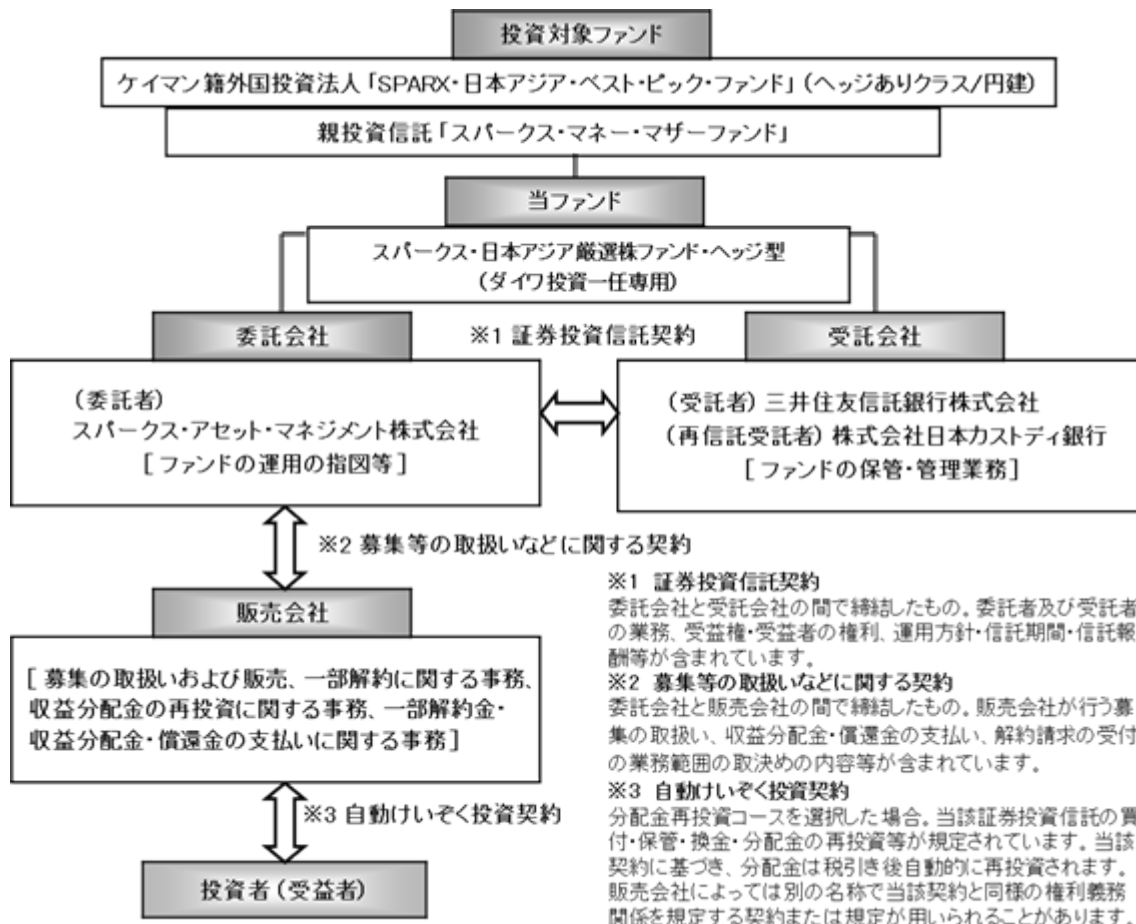 投資対象ファンド
ケイマン籍外国投資法人「SPARX・日本アジア・ベスト・ピック・ファンド」(ヘッジありクラス/円建)
親投資信託「スパークス・マネー・マザーファンド」
当ファンド
スパークス・日本アジア厳選株ファンド・ヘッジ型
(ダイワ投資一任専用)
委託会社
※1 証券投資信託契約
受託会社
(委託者)
スパークス・アセット・マネジメント株式会社
[ファンドの運用の指図等]
(受託者) 三井住友信託銀行株式会社
(再信託受託者) 株式会社日本カストディ銀行
[ファンドの保管・管理業務]
※2 募集等の取扱いなどに関する契約
販売会社
[募集の取扱いおよび販売、一部解約に関する事務、
収益分配金の再投資に関する事務、一部解約金・
収益分配金・償還金の支払いに関する事務]
※3 自動けいぞく投資契約
投資者(受益者)
※1 証券投資信託契約
委託会社と受託会社の間で締結したもの。委託者及び受託者
の業務、受益権・受益者の権利、運用方針・信託期間・信託報
酬等が含まれています。
※2 募集等の取扱いなどに関する契約
委託会社と販売会社の間で締結したもの。販売会社が行う募
集の取扱い、収益分配金・償還金の支払い、解約請求の受付
の業務範囲の取決めの内容等が含まれています。
※3 自動けいぞく投資契約
分配金再投資コースを選択した場合。当該証券投資信託の買
付・保管・換金・分配金の再投資等が規定されています。当該
契約に基づき、分配金は税引き後自動的に再投資されます。
販売会社によっては別の名称で当該契約と同様の権利義務
関係を規定する契約または規定が用いられることがあります。